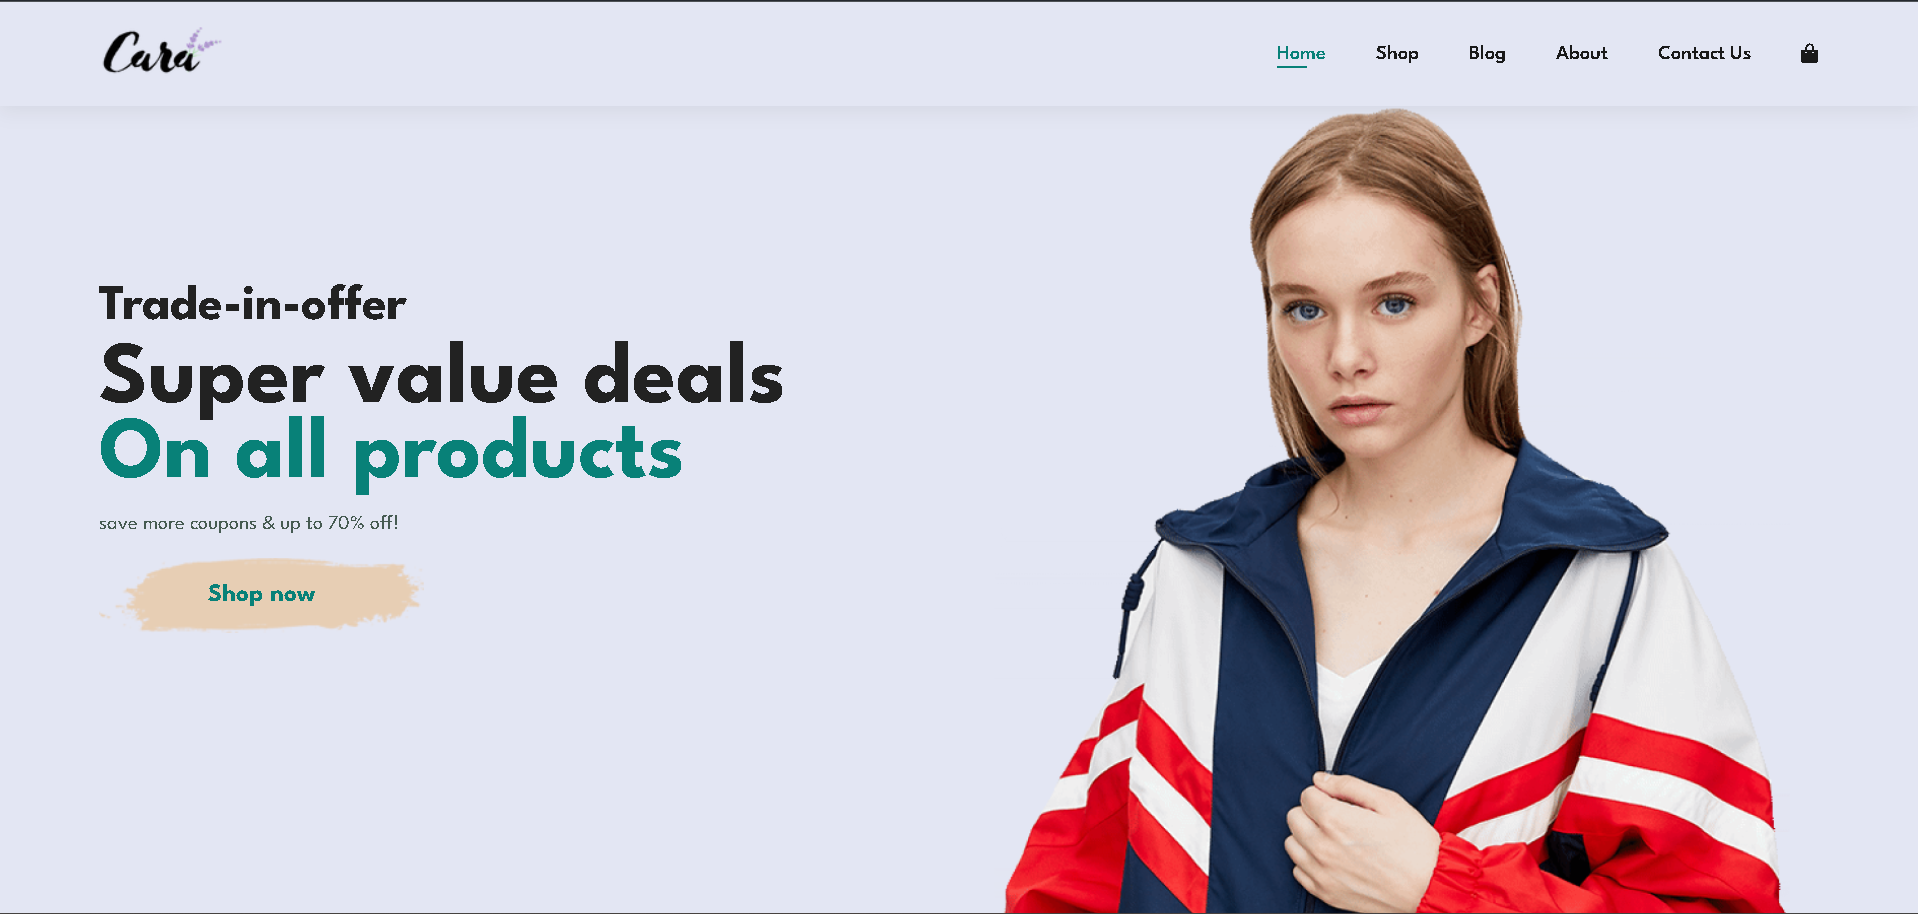 Cara
Home Shop Blog About Contact Us
Trade-in-offer
Super value deals
On all products
save more coupons & up to 70% off!
Shop now